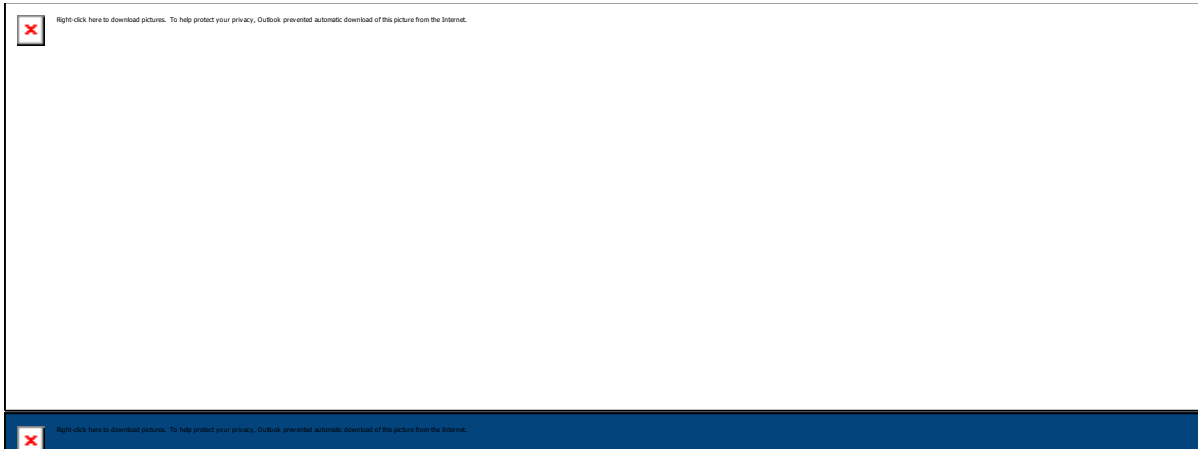 Right-click here to download pictures. To help protect your privacy, Outlook prevented automatic download of this picture from the Internet.
Right-click here to download pictures. To help protect your privacy, Outlook prevented automatic download of this picture from the Internet.